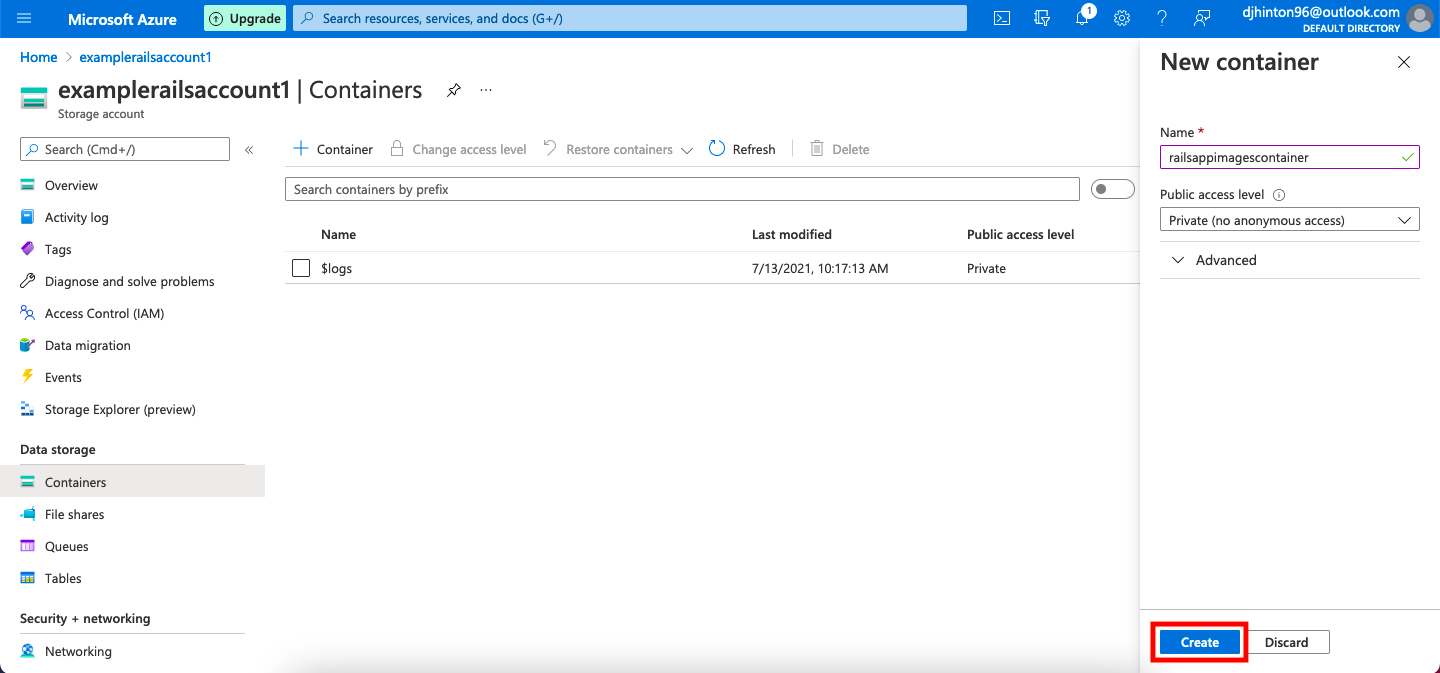 Microsoft Azure
Upgrade
Search resources, services, and docs (G+/)
1
?
djhinton96@outlook.com
DEFAULT DIRECTORY
Home > examplerailsaccount1
examplerailsaccount1 | Containers
...
Storage account
Search (Cmd+/)
«
Overview
Activity log
Tags
Diagnose and solve problems
Access Control (IAM)
Data migration
Events
Storage Explorer (preview)
Data storage
Containers
File shares
Queues
Tables
Security + networking
Networking
Container
Change access level
Restore containers
Refresh
Delete
Search containers by prefix
Name Last modified Public access level
$logs 7/13/2021, 10:17:13 AM Private
New container
Name *
railsappimagescontainer
Public access level
Private (no anonymous access)
Advanced
Create
Discard